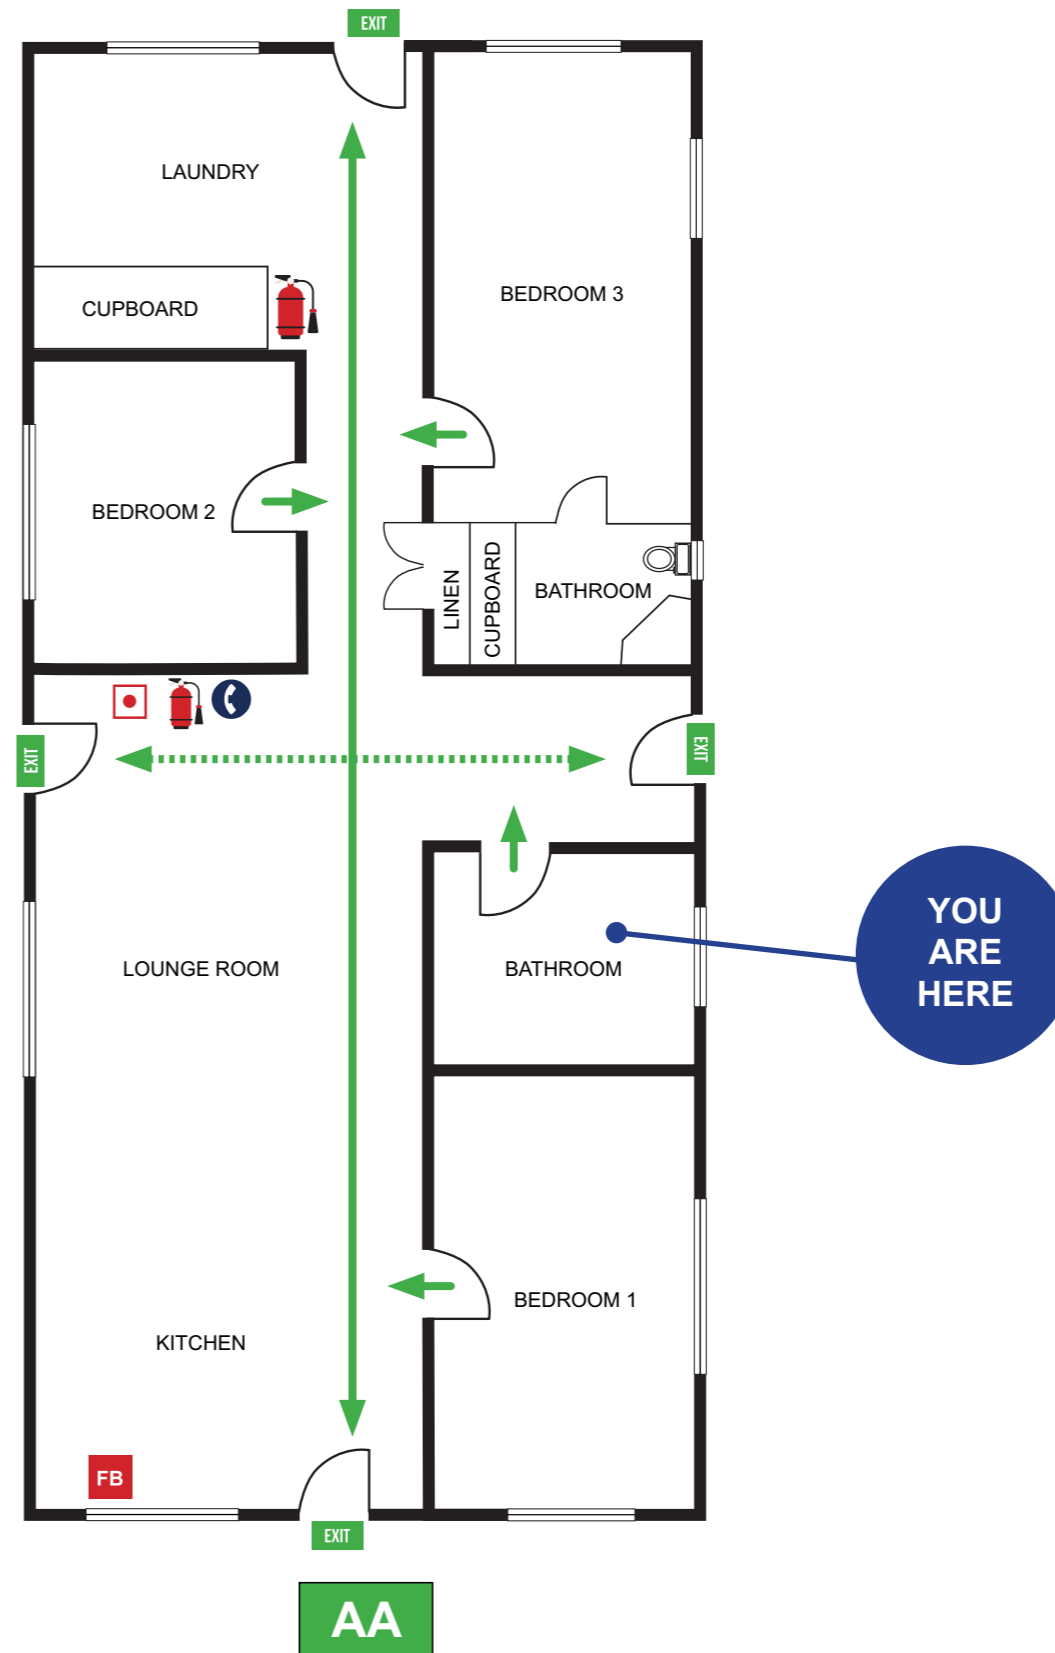 EXIT
LAUNDRY
CUPBOARD
BEDROOM 3
BEDROOM 2
LINEN
CUPBOARD
BATHROOM
EXIT
EXIT
LOUNGE ROOM
BATHROOM
YOU
ARE
HERE
BEDROOM 1
KITCHEN
FB
EXIT
AA